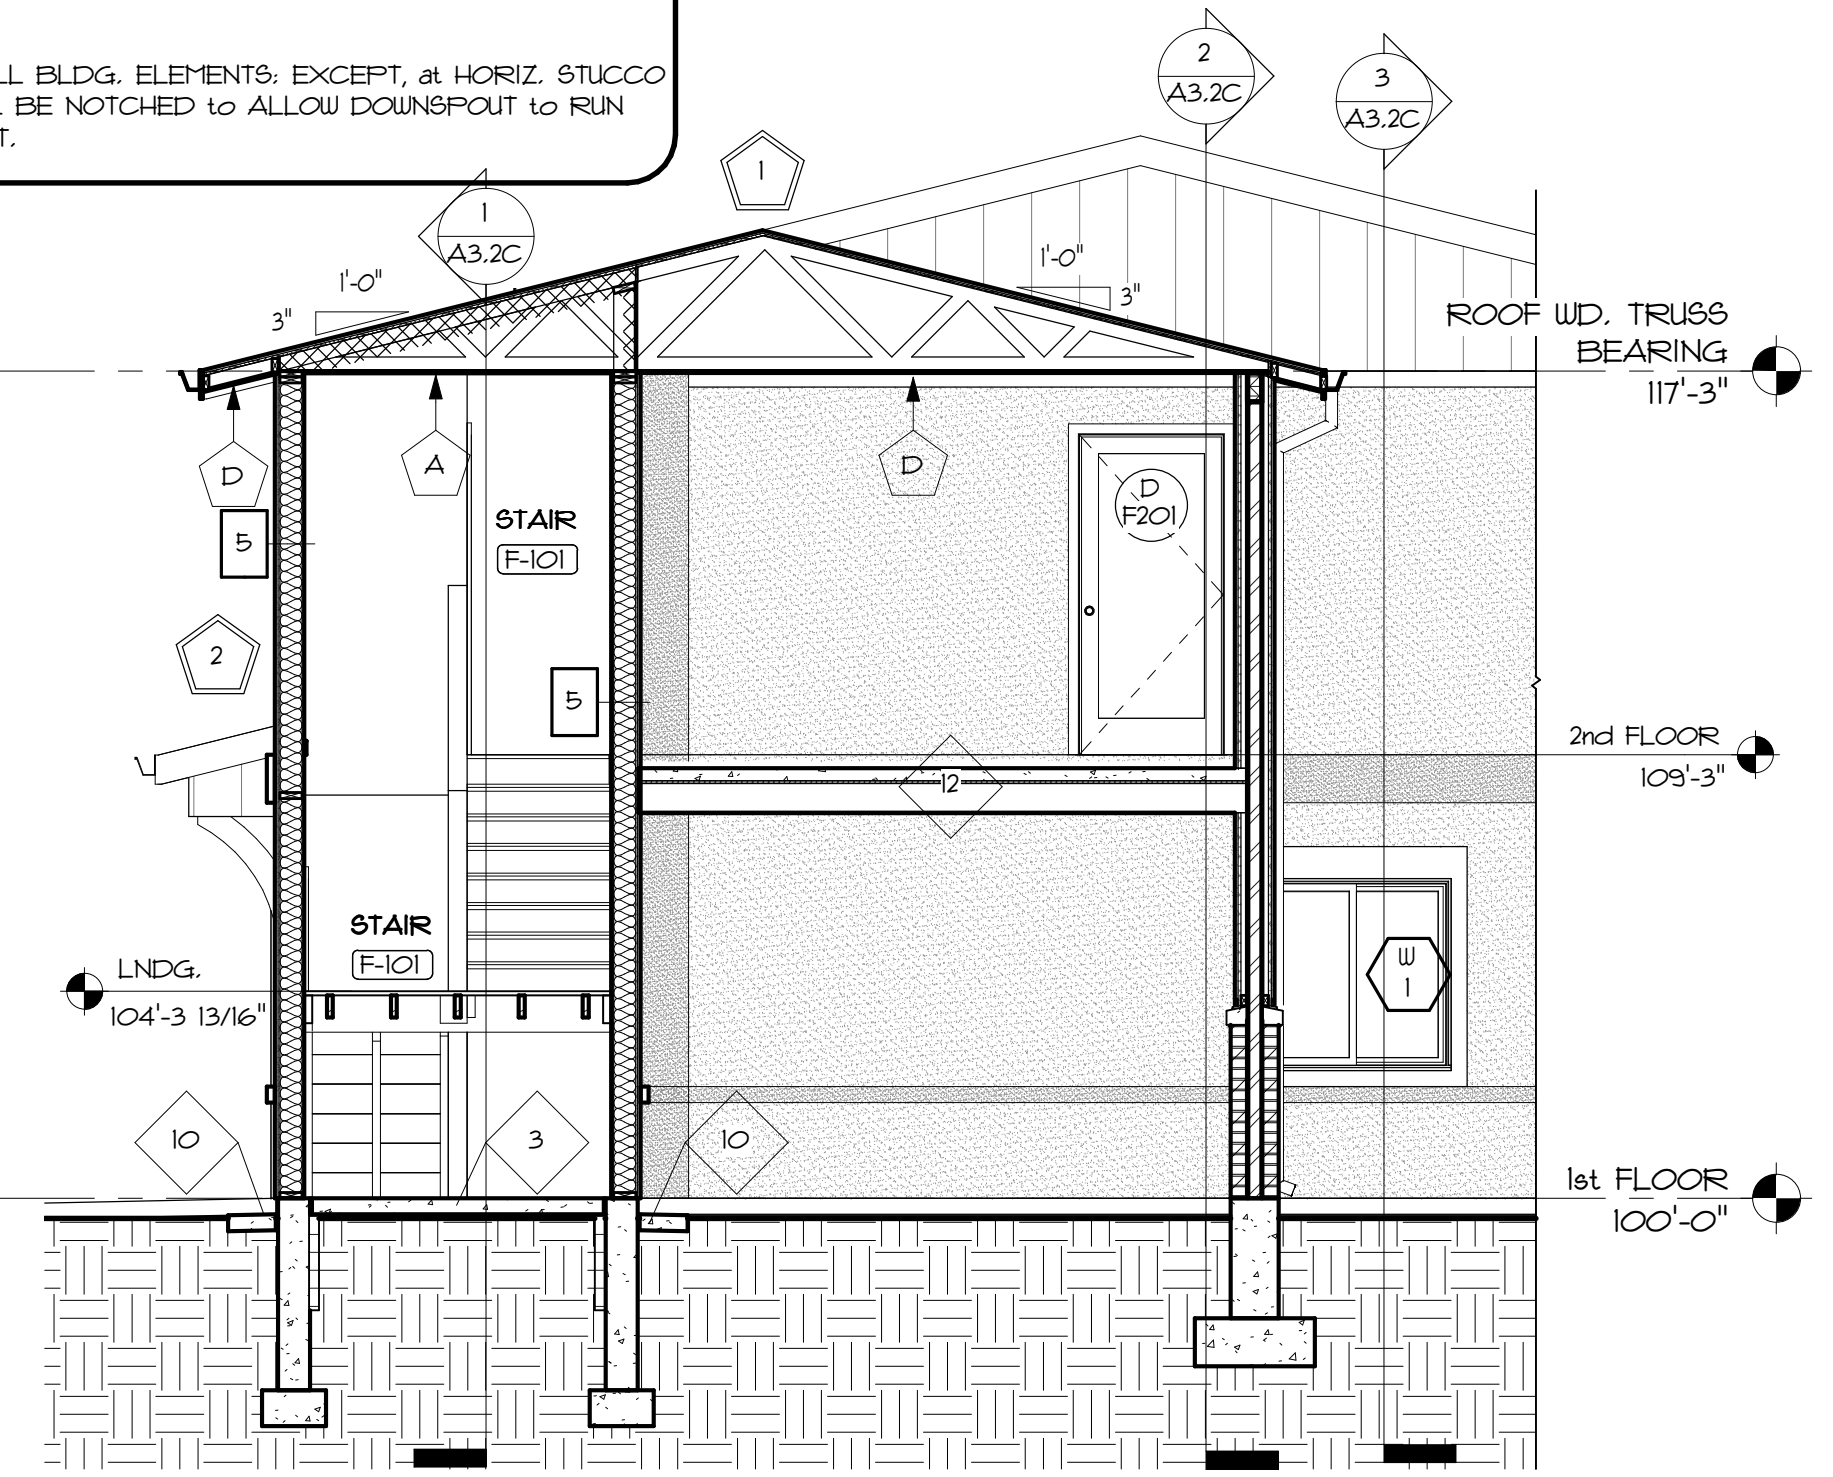 LL BLDG. ELEMENTS; EXCEPT, at HORIZ. STUCCO
BE NOTCHED to ALLOW DOWNSPOUT to RUN
T.
2
A3.2C
3
A3.2C
1
1
A3.2C
1'-0"
3"
1'-0"
3"
ROOF WD. TRUSS
BEARING
117'-3"
D
A
D
D
F201
5
STAIR
F-101
2
5
2nd FLOOR
109'-3"
12
STAIR
F-101
W
1
LNDG.
104'-3 13/16"
10
3
10
1st FLOOR
100'-0"